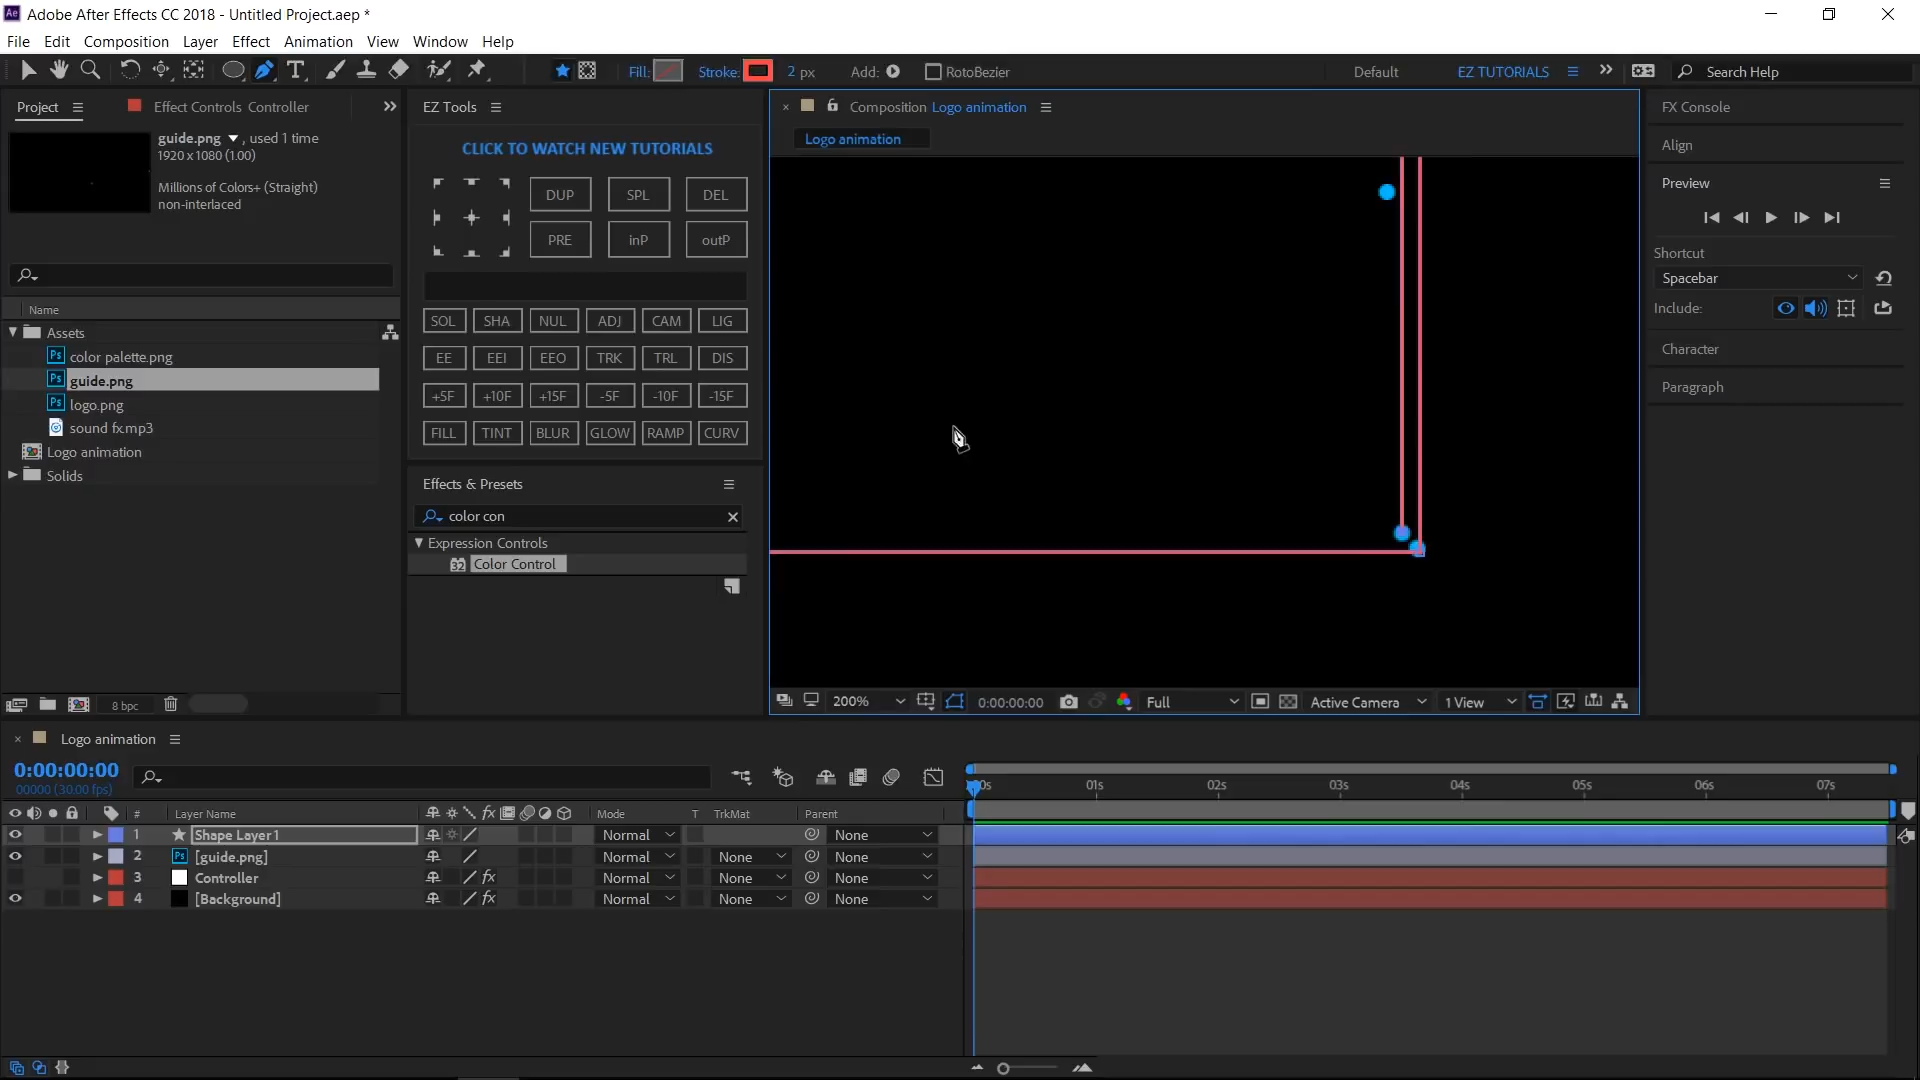 Adobe After Effects CC 2018 - Untitled Project.aep *
File Edit Composition Layer Effect Animation View Window Help
Fill: Stroke: 2 px Add: RotoBezier Default EZ TUTORIALS Search Help
Project Effect Controls Controller
guide.png , used 1 time
1920 x 1080 (1.00)
Millions of Colors+ (Straight)
non-interlaced
Name
Assets
color palette.png
guide.png
logo.png
sound fx.mp3
Logo animation
Solids
8 bpc
EZ Tools
CLICK TO WATCH NEW TUTORIALS
DUP SPL DEL
PRE inP outP
SOL SHA NUL ADJ CAM LIG
EE EEI EEO TRK TRL DIS
+5F +10F +15F -5F -10F -15F
FILL TINT BLUR GLOW RAMP CURV
Effects & Presets
color con
Expression Controls
32 Color Control
Composition Logo animation
Logo animation
200% 0:00:00:00 Full Active Camera 1 View
FX Console
Align
Preview
Shortcut
Spacebar
Include:
Character
Paragraph
Logo animation
0:00:00:00
00000 (30.00 fps)
# Layer Name fx Mode T TrkMat Parent
1 Shape Layer 1 Normal None
2 Ps [guide.png] Normal None None
3 Controller fx Normal None None
4 [Background] fx Normal None None
0s 01s 02s 03s 04s 05s 06s 07s